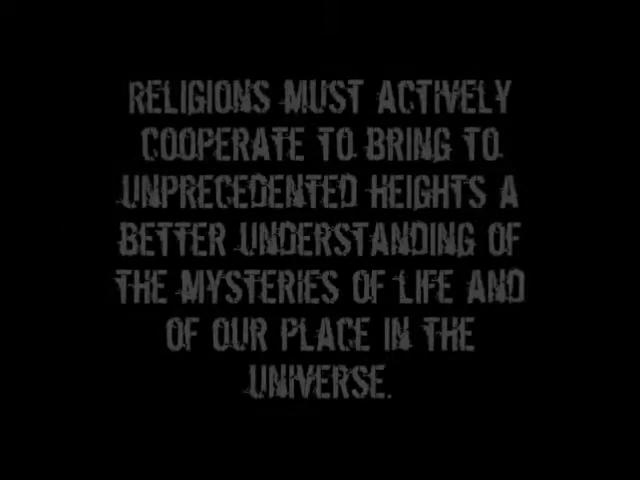 RELIGIONS MUST ACTIVELY
COOPERATE TO BRING TO
UNPRECEDENTED HEIGHTS A
BETTER UNDERSTANDING OF
THE MYSTERIES OF LIFE AND
OF OUR PLACE IN THE
UNIVERSE.